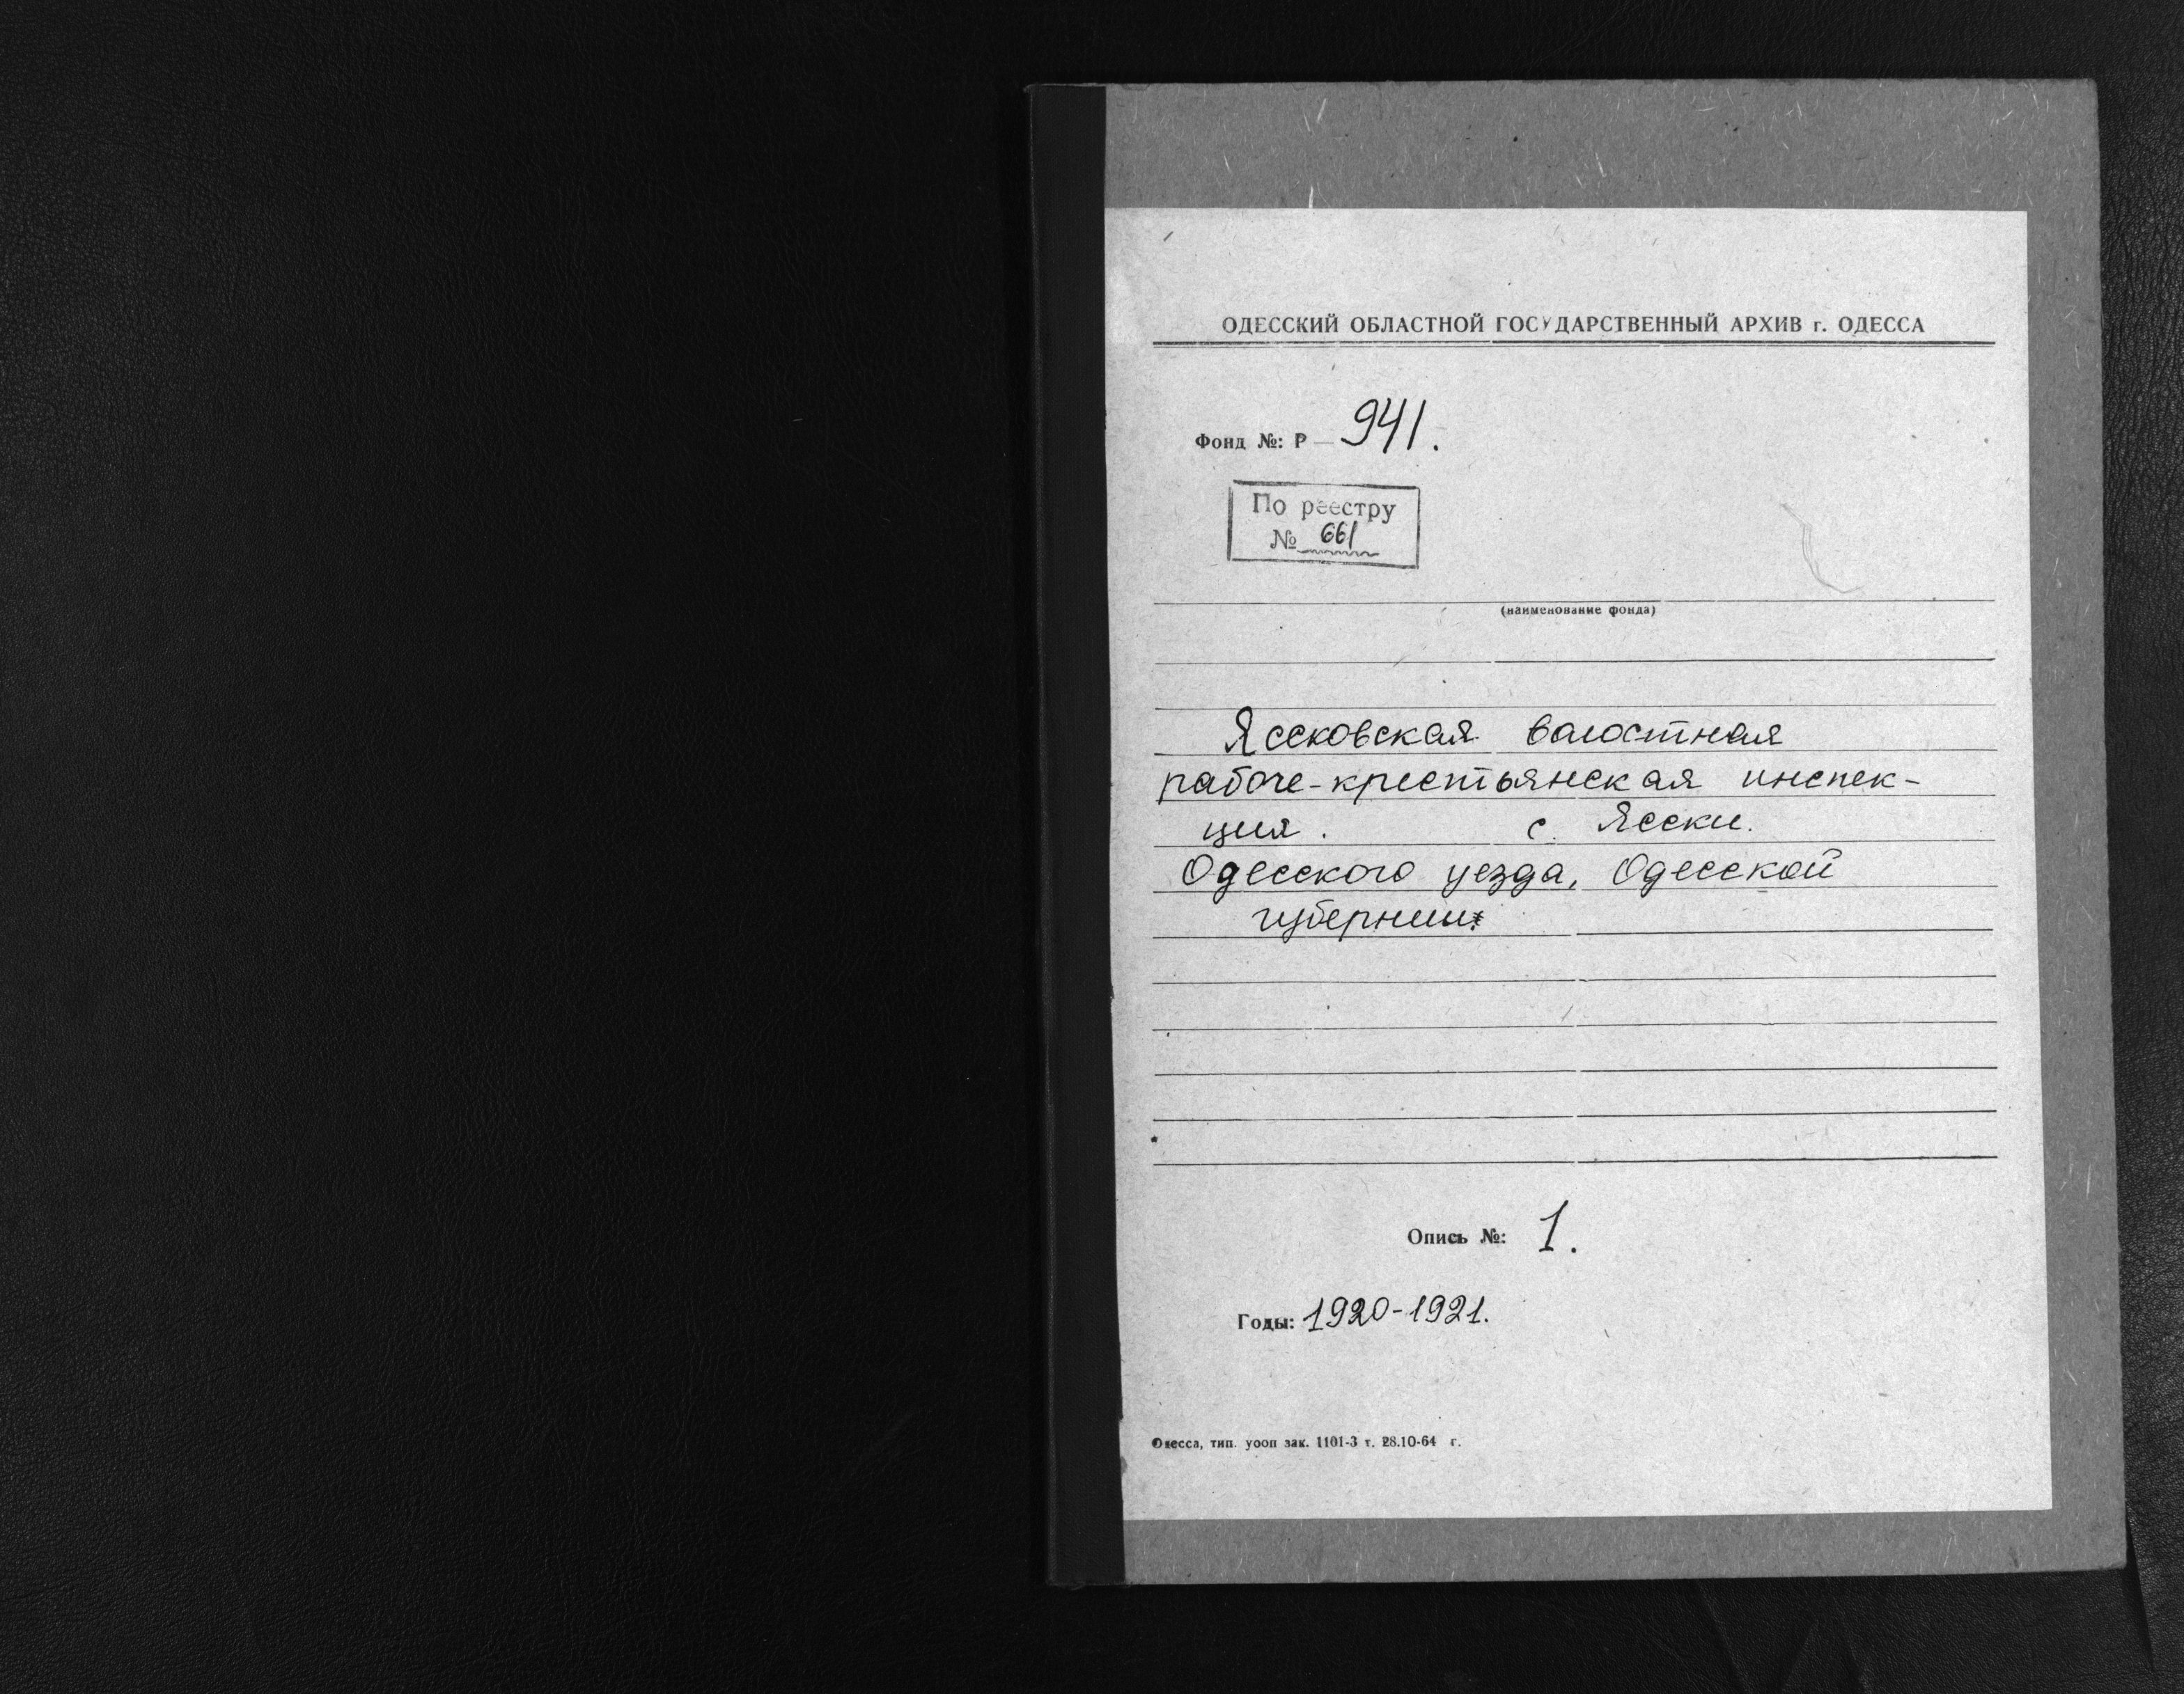 ОДЕССКИЙ ОБЛАСТНОЙ ГОСУДАРСТВЕННЫЙ АРХИВ г. ОДЕССА
Фонд №: Р — 941.
По реестру
№ 661
(наименование фонда)
Яссковская волостная
рабоче-крестьянская инспек-
ция. с. Ясски.
Одесского уезда, Одесской
губернии.
Опись №: 1.
Годы: 1920-1921.
Одесса, тип. уооп зак. 1101-3 т. 28.10-64 г.